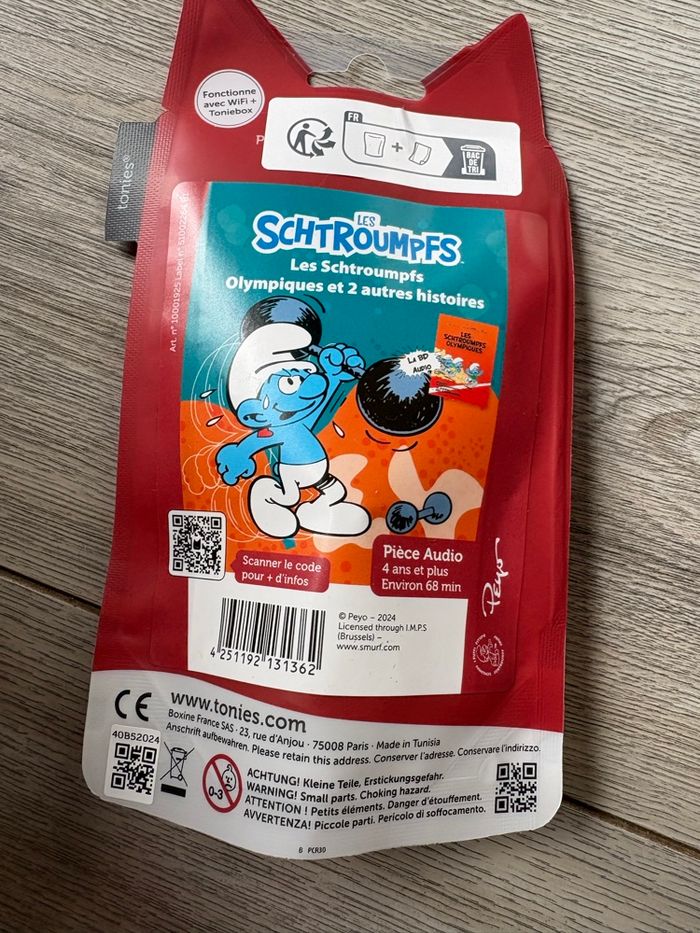 Fonctionne
avec WiFi +
Toniebox
FR
+
BAC
DE
TRI
tonies®
LES
SCHTROUMPFS
Les Schtroumpfs
Olympiques et 2 autres histoires
LES
SCHTROUMPFS
OLYMPIQUES
La BD
Audio
Art. n° 10001925
Scanner le code
pour + d'infos
Pièce Audio
4 ans et plus
Environ 68 min
Peyo
4 251192 131362
© Peyo – 2024
Licensed through I.M.P.S
(Brussels) –
www.smurf.com
CE
www.tonies.com
Boxine France SAS · 23, rue d'Anjou · 75008 Paris · Made in Tunisia
Anschrift aufbewahren. Please retain this address. Conserver l'adresse. Conservare l'indirizzo.
40B52024
0-3
ACHTUNG! Kleine Teile, Erstickungsgefahr.
WARNING! Small parts. Choking hazard.
ATTENTION ! Petits éléments. Danger d'étouffement.
AVVERTENZA! Piccole parti. Pericolo di soffocamento.
B PCR30